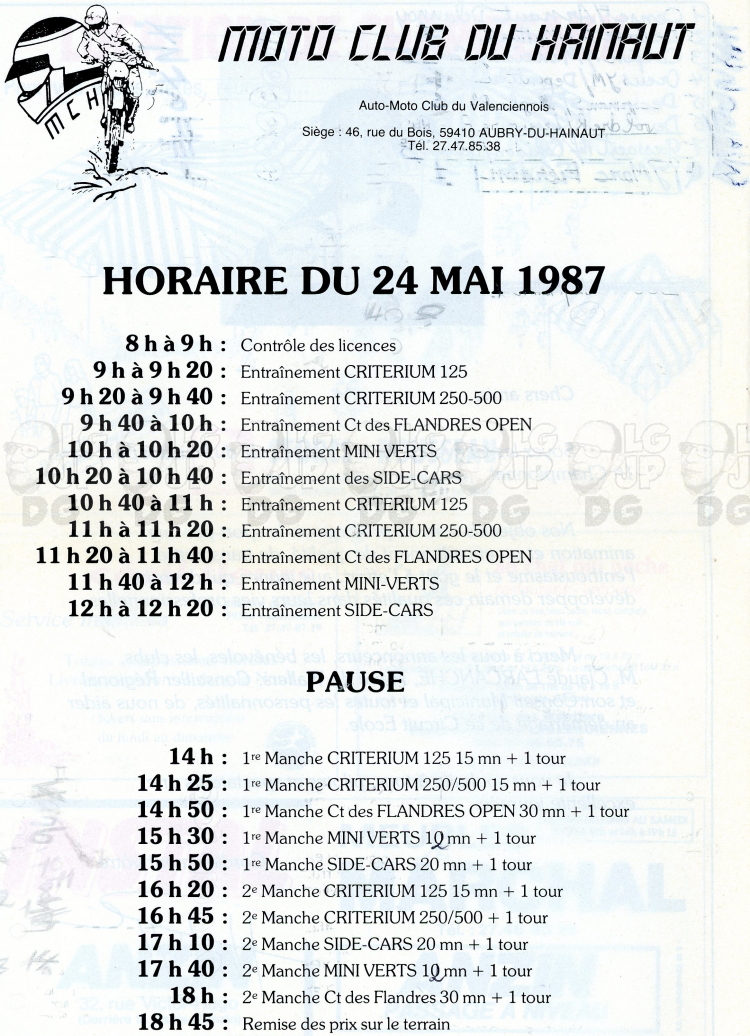 MCH
MOTO CLUB DU HAINAUT
Auto-Moto Club du Valenciennois
Siège : 46, rue du Bois, 59410 AUBRY-DU-HAINAUT
Tél. 27.47.85.38
HORAIRE DU 24 MAI 1987
8 h à 9 h : Contrôle des licences
9 h à 9 h 20 : Entraînement CRITERIUM 125
9 h 20 à 9 h 40 : Entraînement CRITERIUM 250-500
9 h 40 à 10 h : Entraînement Ct des FLANDRES OPEN
10 h à 10 h 20 : Entraînement MINI VERTS
10 h 20 à 10 h 40 : Entraînement des SIDE-CARS
10 h 40 à 11 h : Entraînement CRITERIUM 125
11 h à 11 h 20 : Entraînement CRITERIUM 250-500
11 h 20 à 11 h 40 : Entraînement Ct des FLANDRES OPEN
11 h 40 à 12 h : Entraînement MINI-VERTS
12 h à 12 h 20 : Entraînement SIDE-CARS
PAUSE
14 h : 1re Manche CRITERIUM 125 15 mn + 1 tour
14 h 25 : 1re Manche CRITERIUM 250/500 15 mn + 1 tour
14 h 50 : 1re Manche Ct des FLANDRES OPEN 30 mn + 1 tour
15 h 30 : 1re Manche MINI VERTS 10 mn + 1 tour
15 h 50 : 1re Manche SIDE-CARS 20 mn + 1 tour
16 h 20 : 2e Manche CRITERIUM 125 15 mn + 1 tour
16 h 45 : 2e Manche CRITERIUM 250/500 + 1 tour
17 h 10 : 2e Manche SIDE-CARS 20 mn + 1 tour
17 h 40 : 2e Manche MINI VERTS 10 mn + 1 tour
18 h : 2e Manche Ct des Flandres 30 mn + 1 tour
18 h 45 : Remise des prix sur le terrain